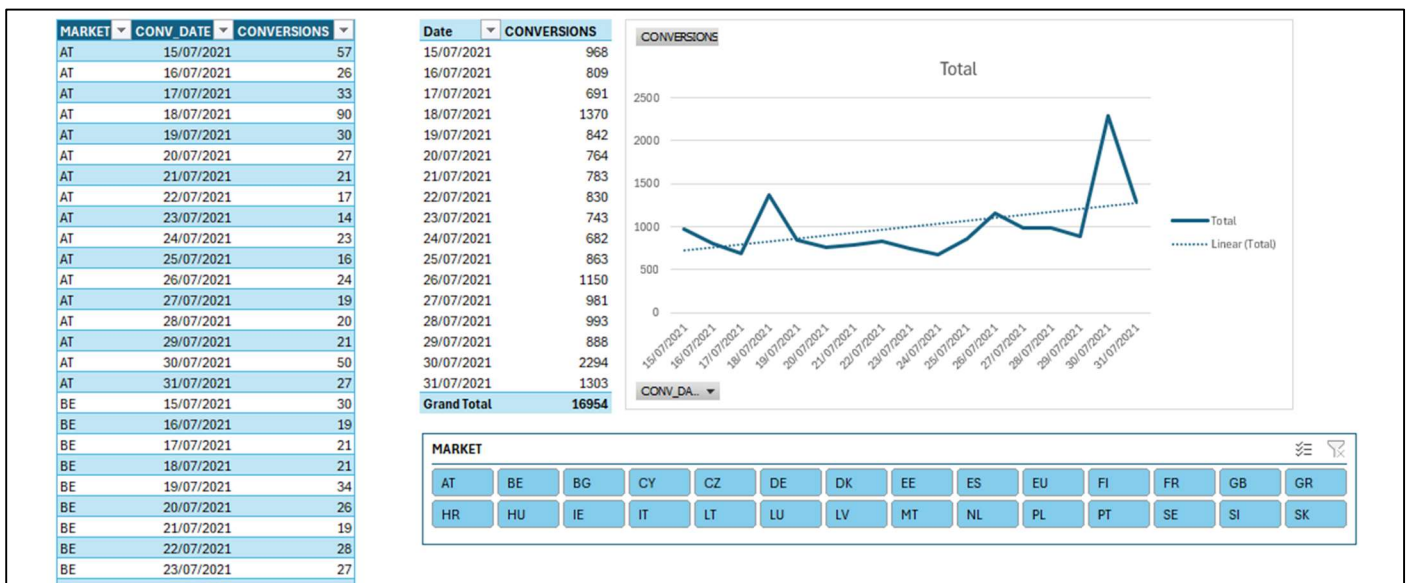 MARKET CONV_DATE CONVERSIONS
AT 15/07/2021 57
AT 16/07/2021 26
AT 17/07/2021 33
AT 18/07/2021 90
AT 19/07/2021 30
AT 20/07/2021 27
AT 21/07/2021 21
AT 22/07/2021 17
AT 23/07/2021 14
AT 24/07/2021 23
AT 25/07/2021 16
AT 26/07/2021 24
AT 27/07/2021 19
AT 28/07/2021 20
AT 29/07/2021 21
AT 30/07/2021 50
AT 31/07/2021 27
BE 15/07/2021 30
BE 16/07/2021 19
BE 17/07/2021 21
BE 18/07/2021 21
BE 19/07/2021 34
BE 20/07/2021 26
BE 21/07/2021 19
BE 22/07/2021 28
BE 23/07/2021 27
Date CONVERSIONS
15/07/2021 968
16/07/2021 809
17/07/2021 691
18/07/2021 1370
19/07/2021 842
20/07/2021 764
21/07/2021 783
22/07/2021 830
23/07/2021 743
24/07/2021 682
25/07/2021 863
26/07/2021 1150
27/07/2021 981
28/07/2021 993
29/07/2021 888
30/07/2021 2294
31/07/2021 1303
Grand Total 16954
CONVERSIONS
Total
2500
2000
1500
1000
500
0
15/07/2021 16/07/2021 17/07/2021 18/07/2021 19/07/2021 20/07/2021 21/07/2021 22/07/2021 23/07/2021 24/07/2021 25/07/2021 26/07/2021 27/07/2021 28/07/2021 29/07/2021 30/07/2021 31/07/2021
Total
Linear (Total)
CONV_DA...
MARKET
AT BE BG CY CZ DE DK EE ES EU FI FR GB GR
HR HU IE IT LT LU LV MT NL PL PT SE SI SK